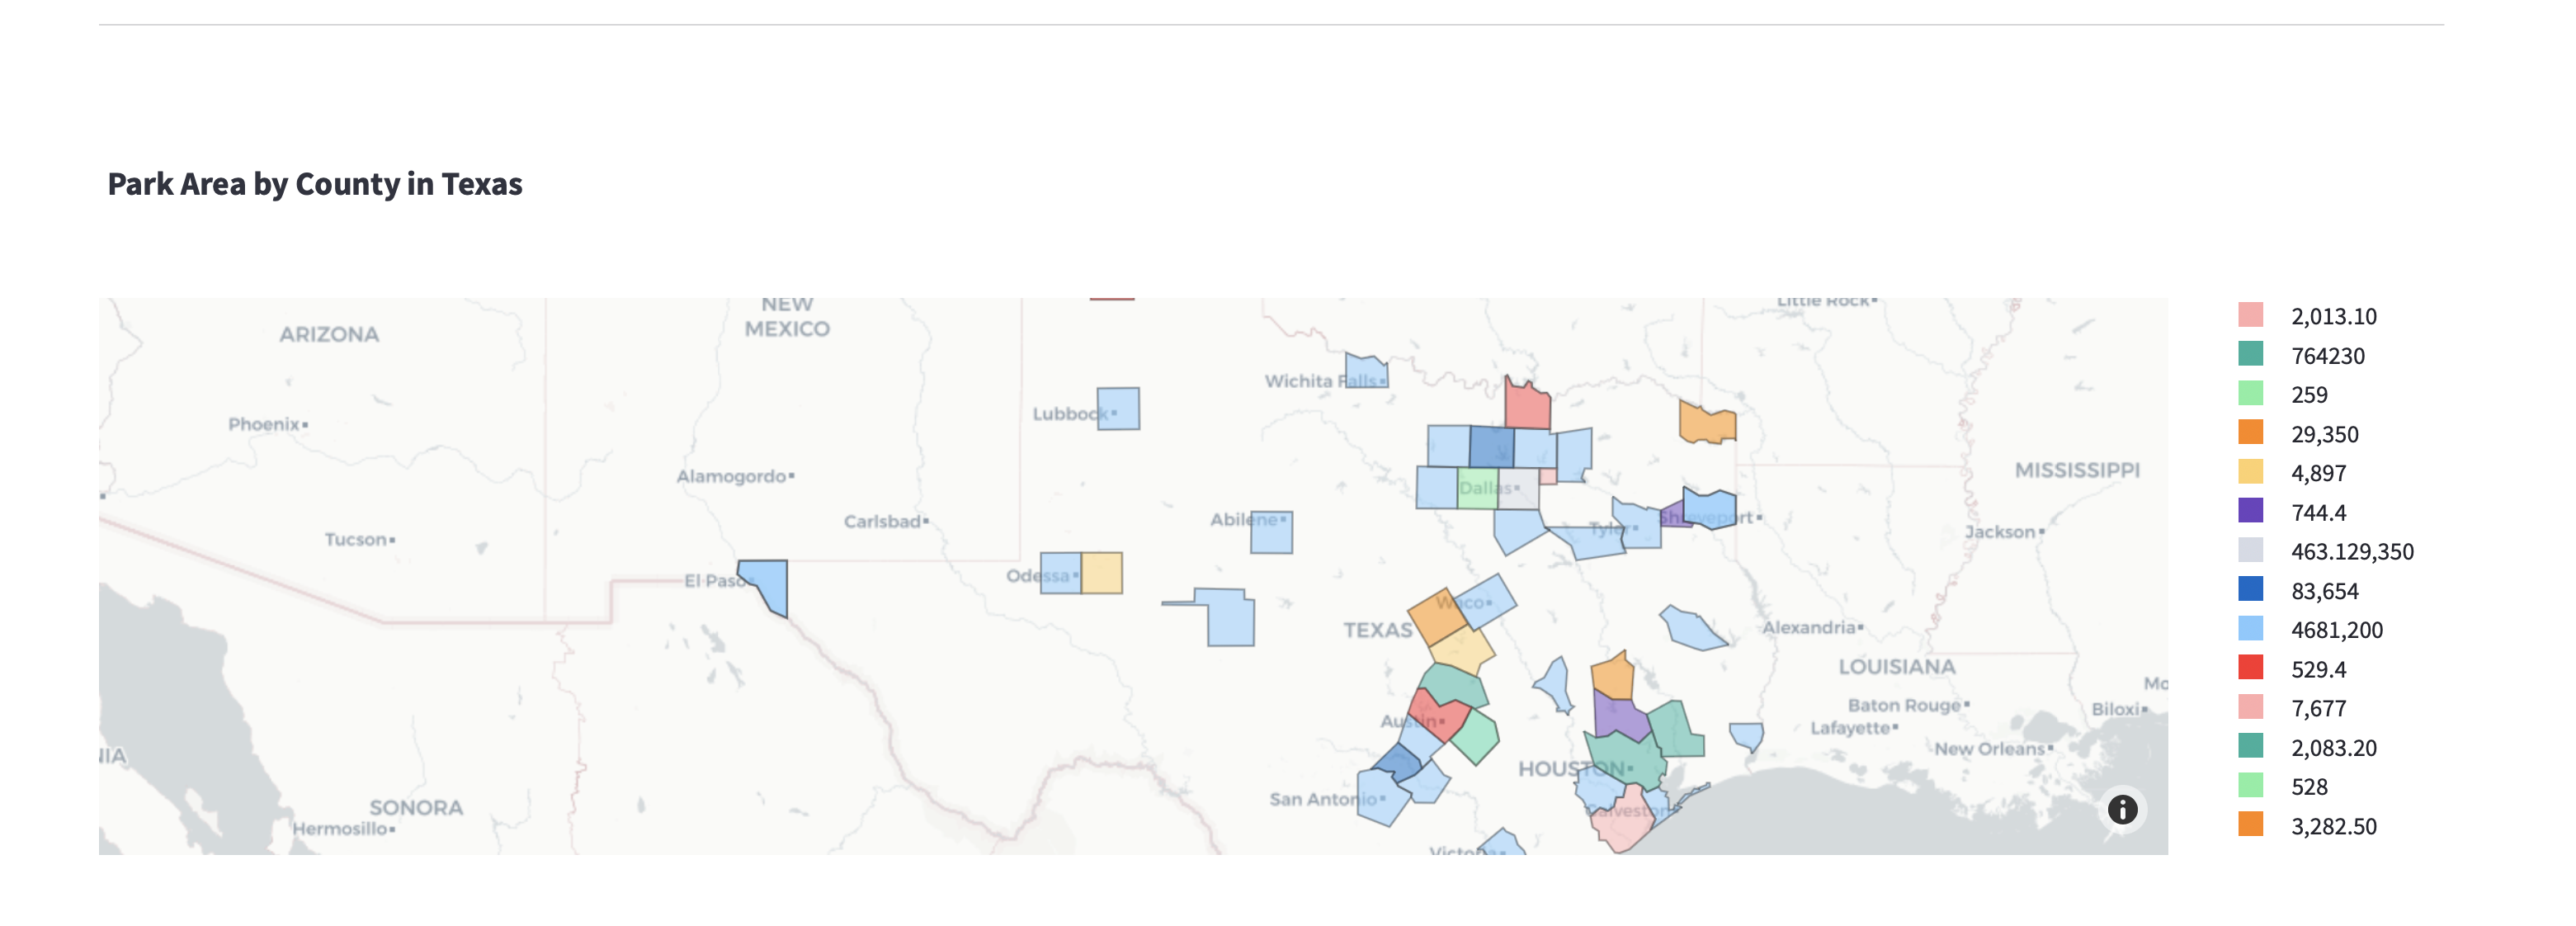 Park Area by County in Texas
NEW
MEXICO
Little Rock
ARIZONA
Wichita Falls
Lubbock
Phoenix
MISSISSIPPI
Alamogordo
Dallas
Carlsbad
Abilene
Shreveport
Tyler
Jackson
Tucson
El Paso
Odessa
Waco
TEXAS
Alexandria
LOUISIANA
Mo
Baton Rouge
Biloxi
Austin
Lafayette
New Orleans
NIA
HOUSTON
San Antonio
SONORA
Galveston
Hermosillo
Victoria
2,013.10
764230
259
29,350
4,897
744.4
463.129,350
83,654
4681,200
529.4
7,677
2,083.20
528
3,282.50